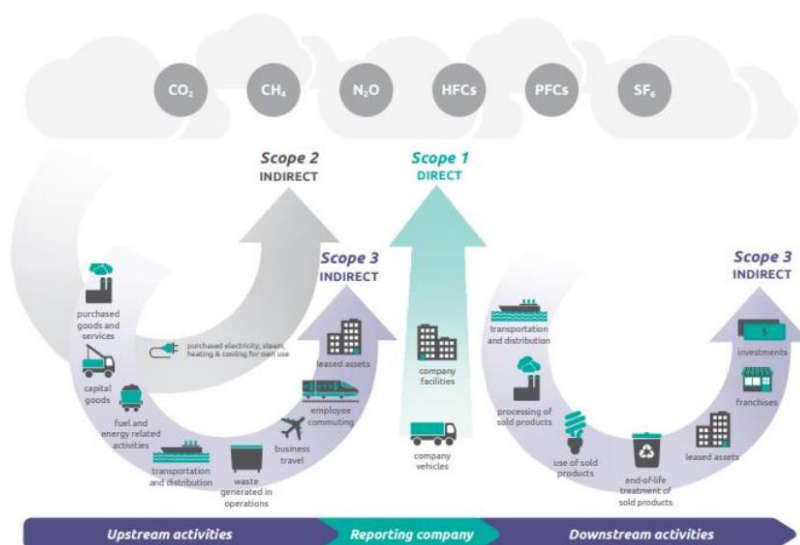 CO₂
CH₄
N₂O
HFCs
PFCs
SF₆
Scope 2
INDIRECT
Scope 1
DIRECT
Scope 3
INDIRECT
Scope 3
INDIRECT
purchased
goods and
services
capital
goods
fuel and
energy related
activities
transportation
and distribution
waste
generated in
operations
business
travel
employee
commuting
leased assets
purchased electricity, steam,
heating & cooling for own use
company
facilities
company
vehicles
transportation
and distribution
processing of
sold products
use of sold
products
end-of-life
treatment of
sold products
leased assets
franchises
investments
$
Upstream activities
Reporting company
Downstream activities